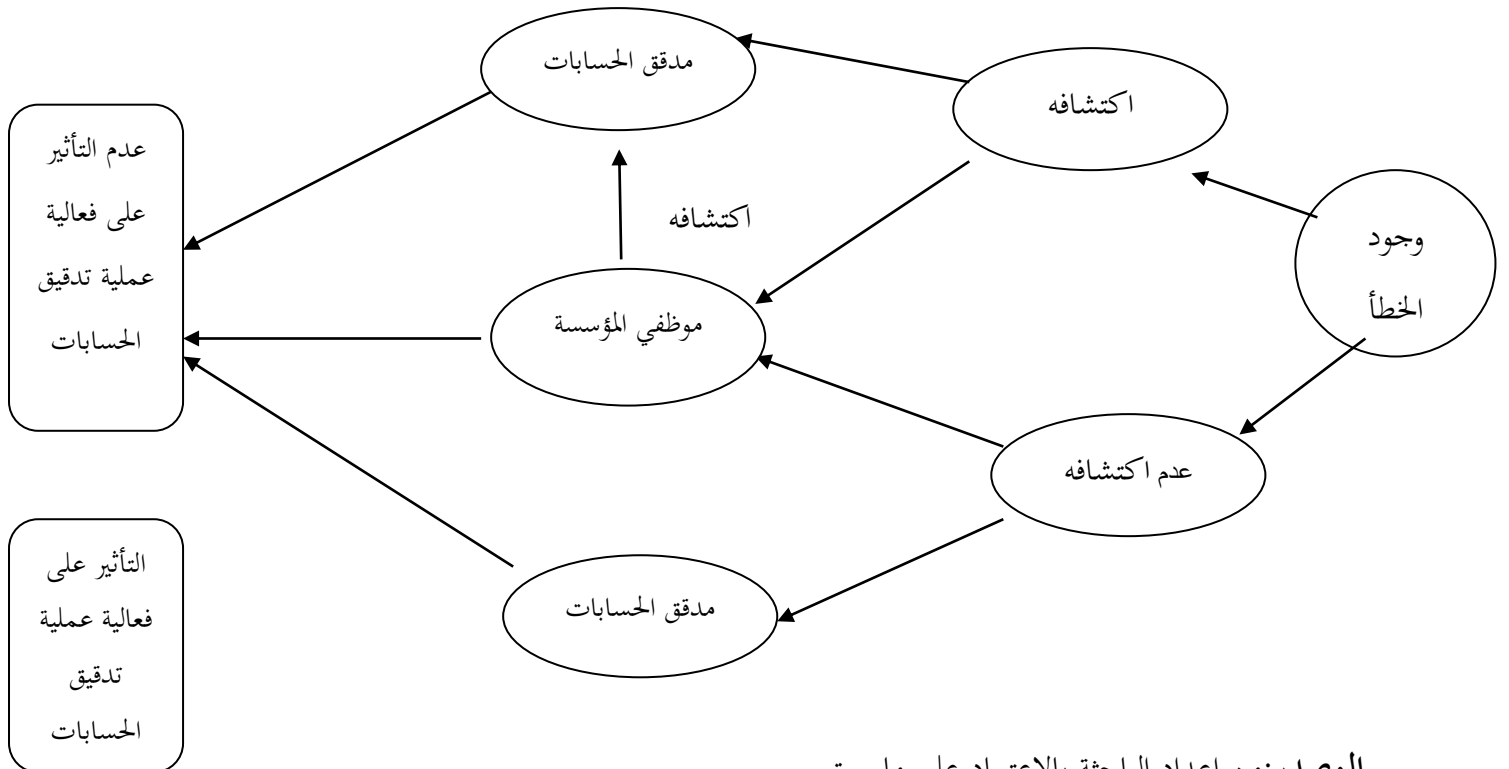 مدقق الحسابات
اكتشافه
عدم التأثير
على فعالية
عملية تدقيق
الحسابات
اكتشافه
وجود
الخطأ
موظفي المؤسسة
عدم اكتشافه
التأثير على
فعالية عملية
تدقيق
الحسابات
مدقق الحسابات